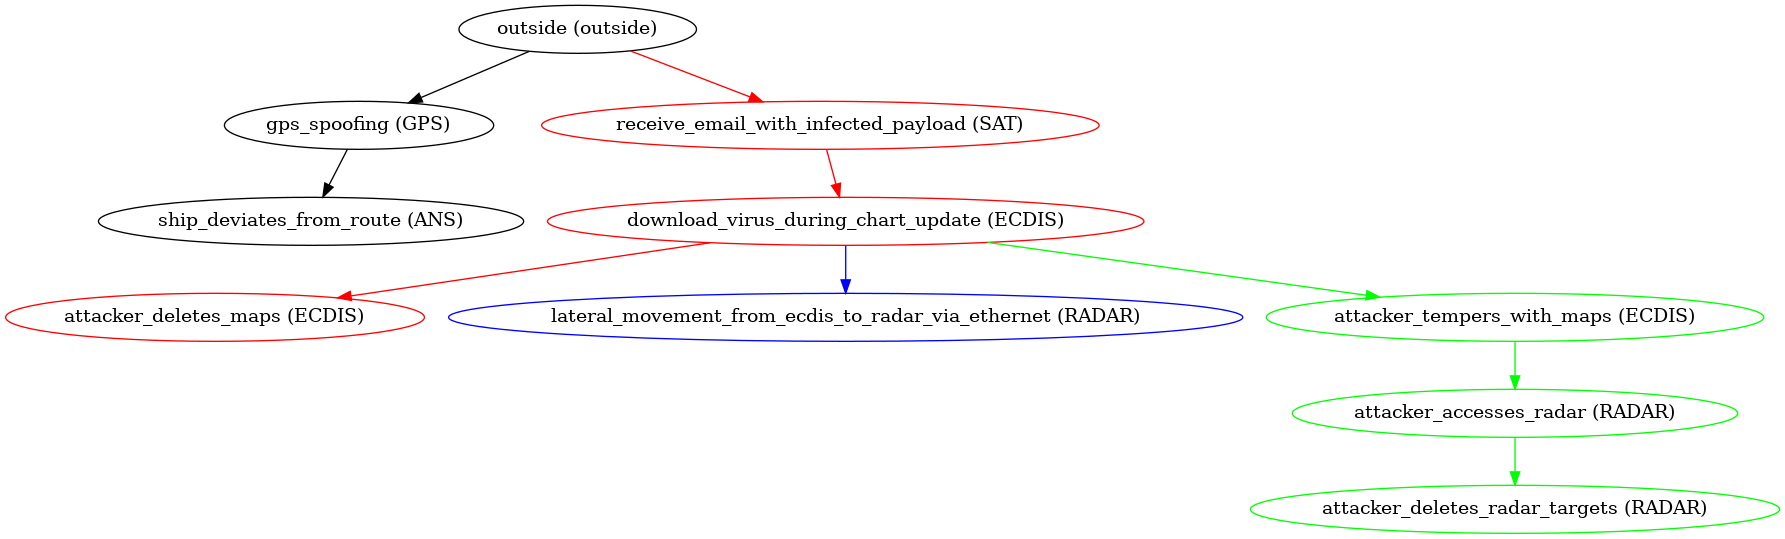 outside (outside)
gps_spoofing (GPS)
receive_email_with_infected_payload (SAT)
ship_deviates_from_route (ANS)
download_virus_during_chart_update (ECDIS)
attacker_deletes_maps (ECDIS)
lateral_movement_from_ecdis_to_radar_via_ethernet (RADAR)
attacker_tempers_with_maps (ECDIS)
attacker_accesses_radar (RADAR)
attacker_deletes_radar_targets (RADAR)